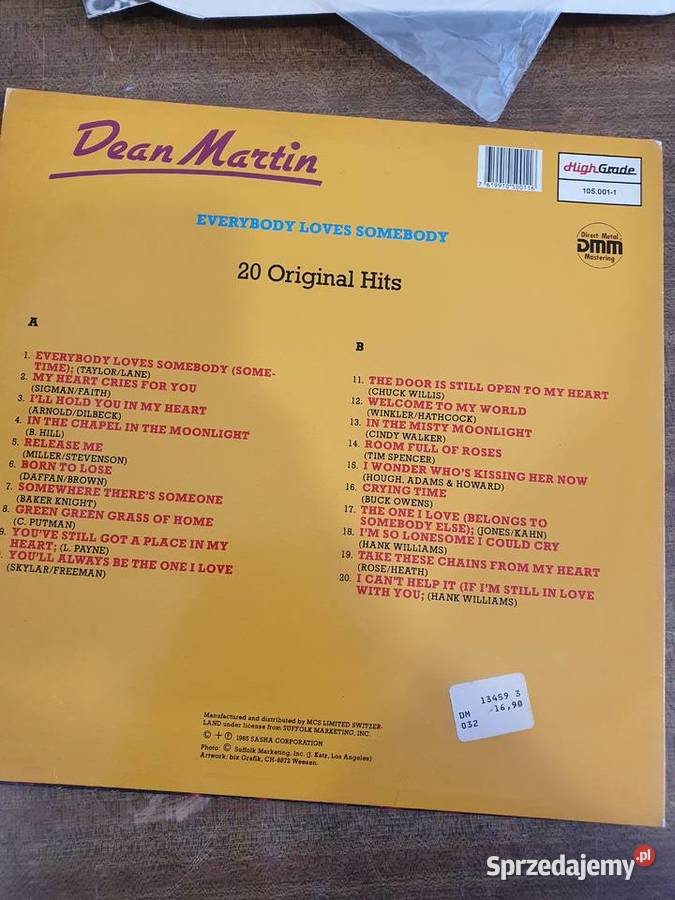 Dean Martin
7619910500116
HighGrade
105.001-1
EVERYBODY LOVES SOMEBODY
Direct Metal
DMM
Mastering
20 Original Hits
A
1. EVERYBODY LOVES SOMEBODY (SOME-
TIME); (TAYLOR/LANE)
2. MY HEART CRIES FOR YOU
(SIGMAN/FAITH)
3. I'LL HOLD YOU IN MY HEART
(ARNOLD/DILBECK)
4. IN THE CHAPEL IN THE MOONLIGHT
(B. HILL)
5. RELEASE ME
(MILLER/STEVENSON)
6. BORN TO LOSE
(DAFFAN/BROWN)
7. SOMEWHERE THERE'S SOMEONE
(BAKER KNIGHT)
8. GREEN GREEN GRASS OF HOME
(C. PUTMAN)
9. YOU'VE STILL GOT A PLACE IN MY
HEART; (L. PAYNE)
. YOU'LL ALWAYS BE THE ONE I LOVE
(SKYLAR/FREEMAN)
B
11. THE DOOR IS STILL OPEN TO MY HEART
(CHUCK WILLIS)
12. WELCOME TO MY WORLD
(WINKLER/HATHCOCK)
13. IN THE MISTY MOONLIGHT
(CINDY WALKER)
14. ROOM FULL OF ROSES
(TIM SPENCER)
15. I WONDER WHO'S KISSING HER NOW
(HOUGH, ADAMS & HOWARD)
16. CRYING TIME
(BUCK OWENS)
17. THE ONE I LOVE (BELONGS TO
SOMEBODY ELSE); (JONES/KAHN)
18. I'M SO LONESOME I COULD CRY
(HANK WILLIAMS)
19. TAKE THESE CHAINS FROM MY HEART
(ROSE/HEATH)
20. I CAN'T HELP IT (IF I'M STILL IN LOVE
WITH YOU; (HANK WILLIAMS)
13459 3
DM -16,90
032
Manufactured and distributed by MCS LIMITED SWITZER-
LAND under license from SUFFOLK MARKETING, INC.
© + ℗ 1985 SASHA CORPORATION
Photo: © Suffolk Marketing, Inc. (J. Katz, Los Angeles)
Artwork: bix Grafik, CH-8872 Weesen.
Sprzedajemy.pl